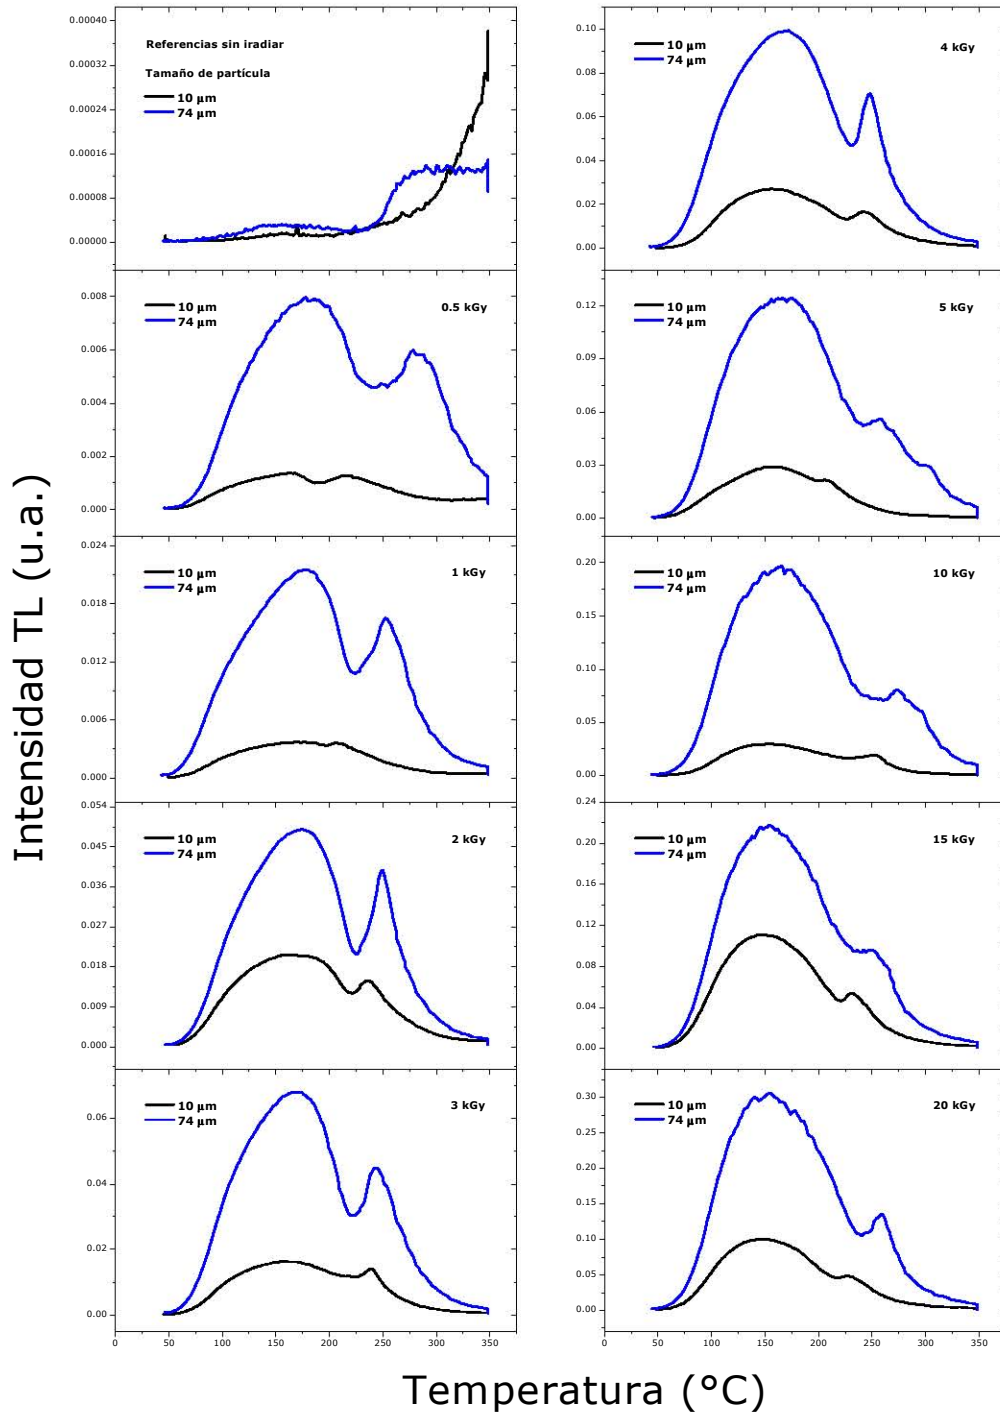 Intensidad TL (u.a.)
0.00040
0.00032
0.00024
0.00016
0.00008
0.00000
Referencias sin iradiar
Tamaño de partícula
10 µm
74 µm
0.008
0.006
0.004
0.002
0.000
10 µm
74 µm
0.5 kGy
0.024
0.018
0.012
0.006
0.000
10 µm
74 µm
1 kGy
0.054
0.045
0.036
0.027
0.018
0.009
0.000
10 µm
74 µm
2 kGy
0.06
0.04
0.02
0.00
10 µm
74 µm
3 kGy
0 50 100 150 200 250 300 350
0.10
0.08
0.06
0.04
0.02
0.00
10 µm
74 µm
4 kGy
0.12
0.09
0.06
0.03
0.00
10 µm
74 µm
5 kGy
0.20
0.15
0.10
0.05
0.00
10 µm
74 µm
10 kGy
0.24
0.20
0.16
0.12
0.08
0.04
0.00
10 µm
74 µm
15 kGy
0.30
0.25
0.20
0.15
0.10
0.05
0.00
10 µm
74 µm
20 kGy
0 50 100 150 200 250 300 350
Temperatura (°C)